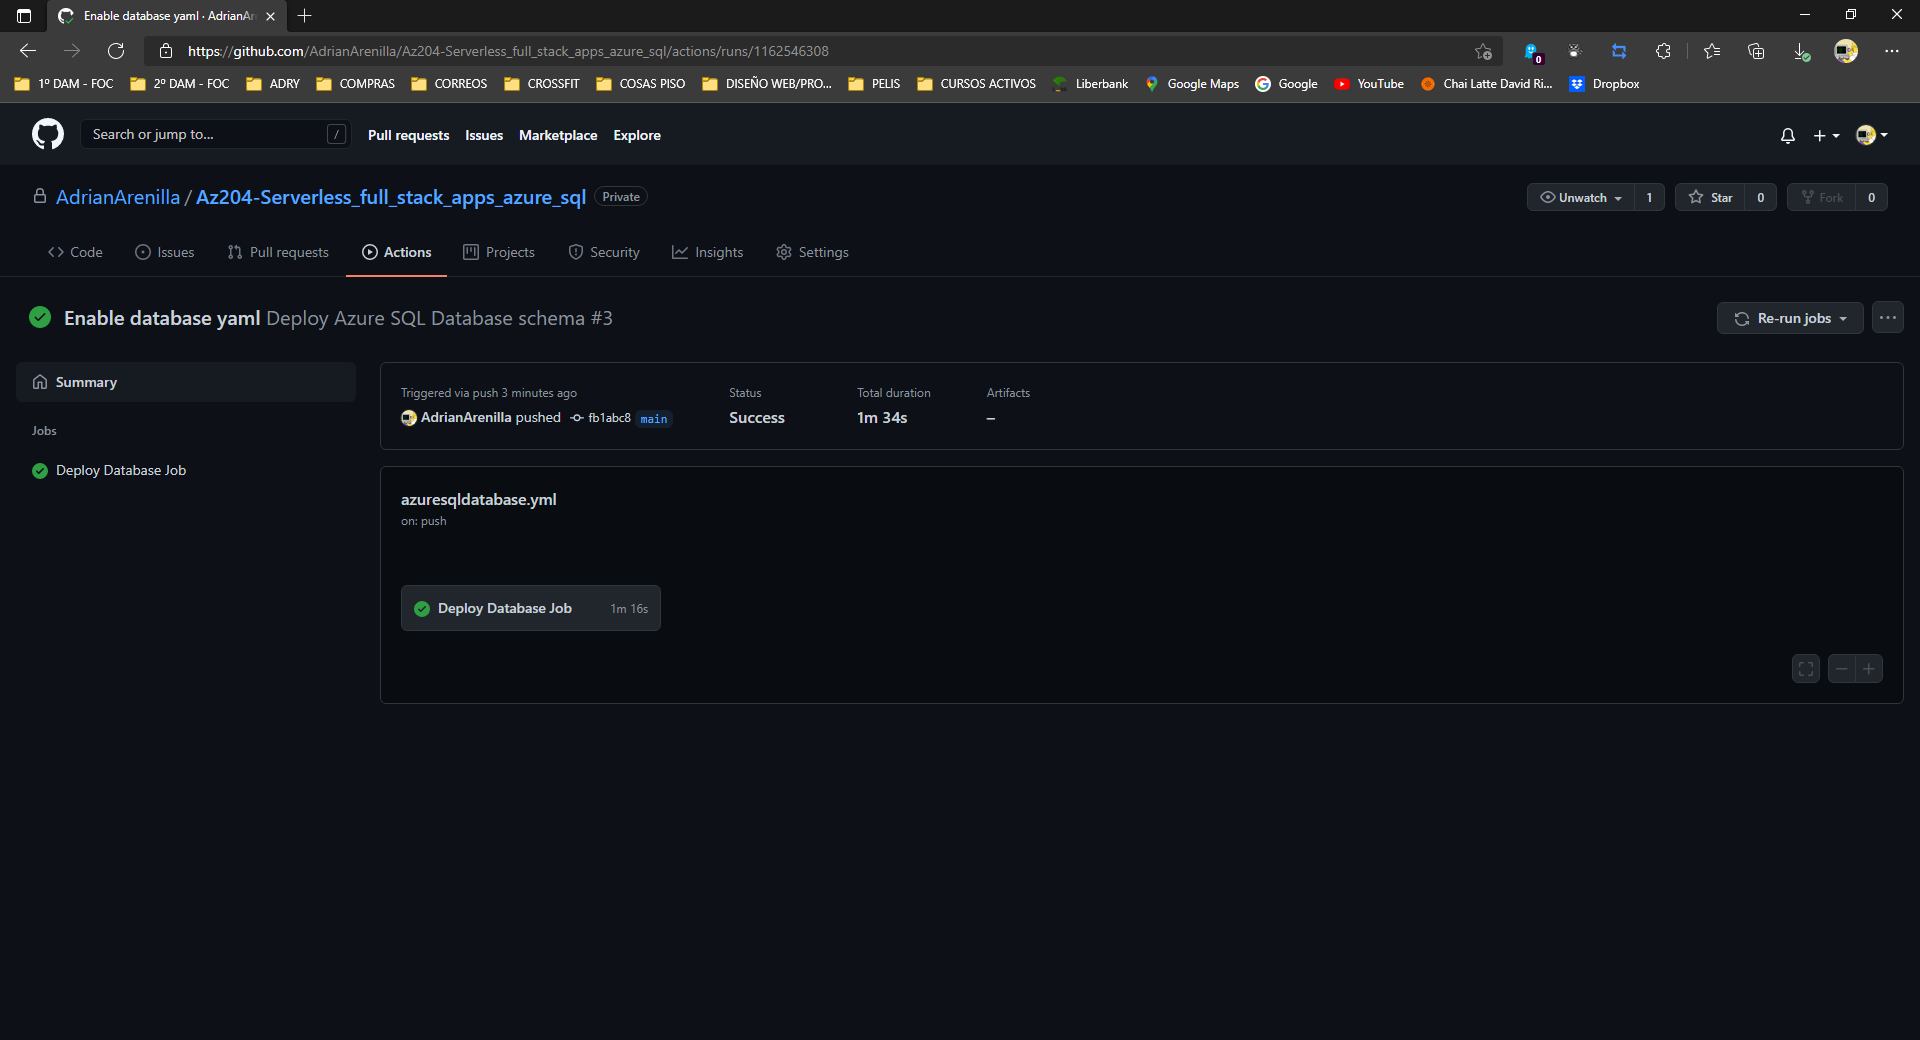 Enable database yaml · AdrianAr
https://github.com/AdrianArenilla/Az204-Serverless_full_stack_apps_azure_sql/actions/runs/1162546308
0
1º DAM - FOC 2º DAM - FOC ADRY COMPRAS CORREOS CROSSFIT COSAS PISO DISEÑO WEB/PRO... PELIS CURSOS ACTIVOS Liberbank Google Maps Google YouTube Chai Latte David Ri... Dropbox
Search or jump to... / Pull requests Issues Marketplace Explore
AdrianArenilla / Az204-Serverless_full_stack_apps_azure_sql Private Unwatch 1 Star 0 Fork 0
Code Issues Pull requests Actions Projects Security Insights Settings
Enable database yaml Deploy Azure SQL Database schema #3 Re-run jobs
Summary
Jobs
Deploy Database Job
Triggered via push 3 minutes ago Status Total duration Artifacts
AdrianArenilla pushed fb1abc8 main Success 1m 34s –
azuresqldatabase.yml
on: push
Deploy Database Job 1m 16s